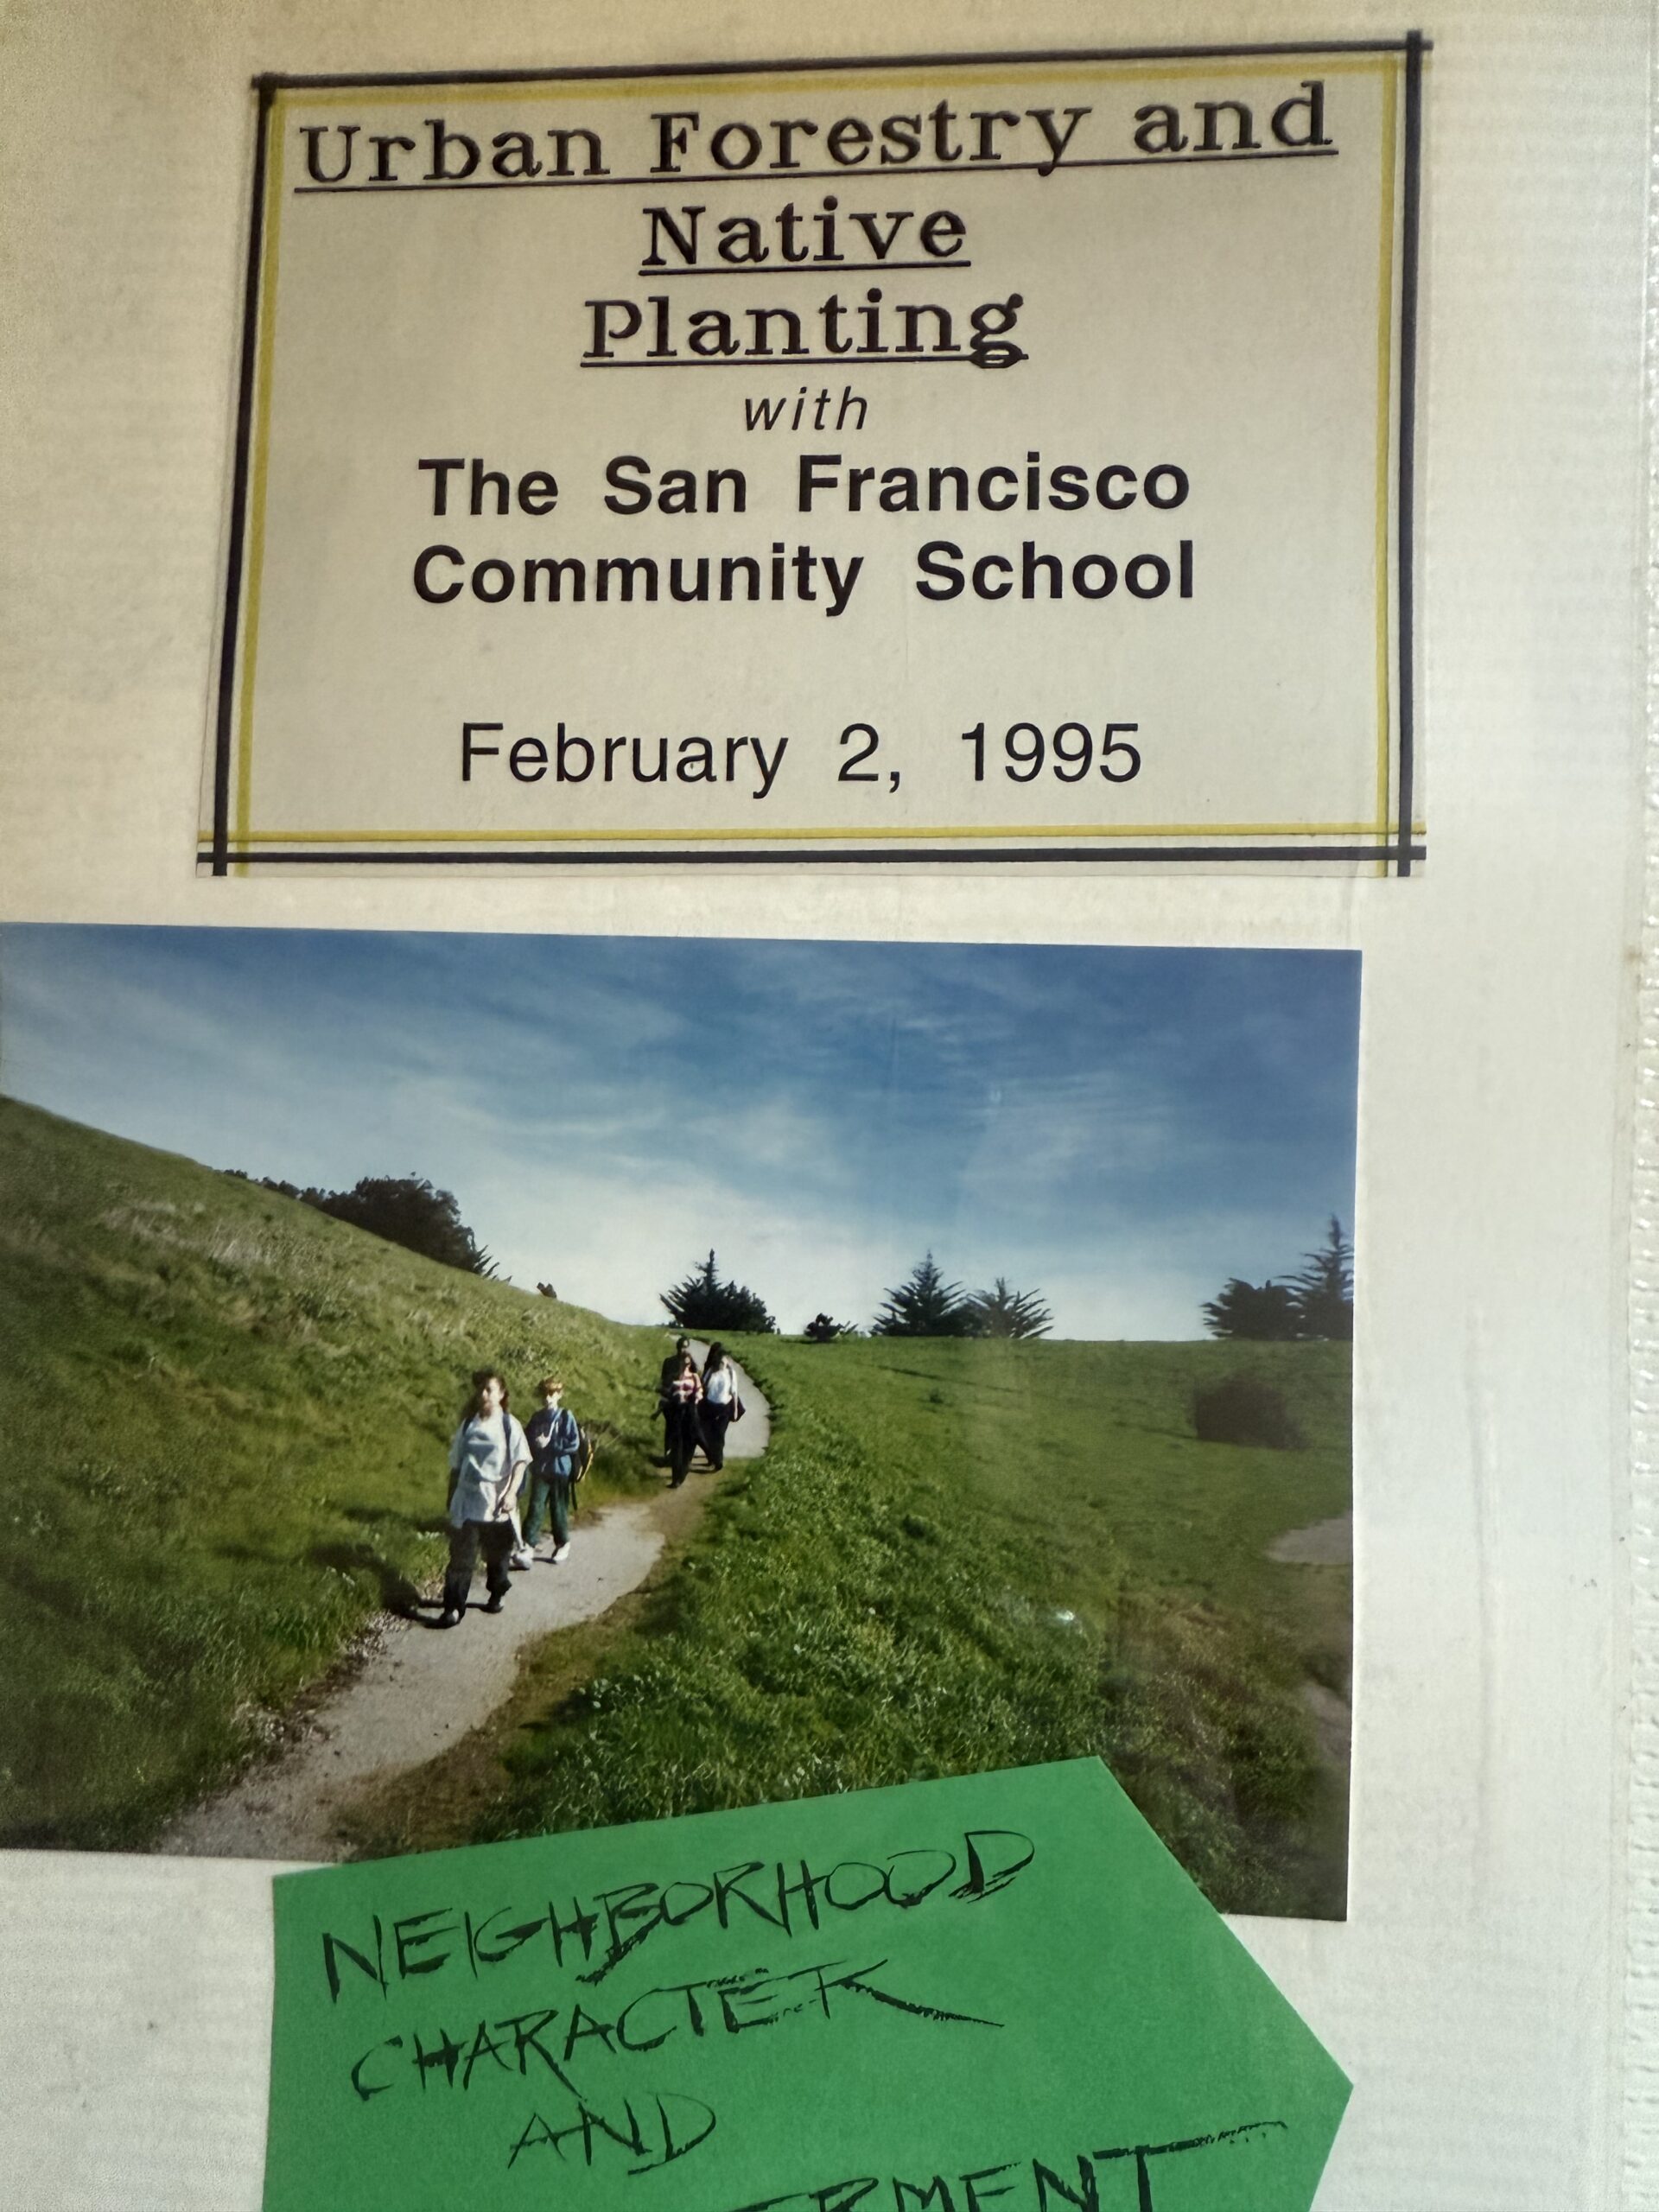 Urban Forestry and
Native
Planting
with
The San Francisco
Community School
February 2, 1995
NEIGHBORHOOD
CHARACTER
AND